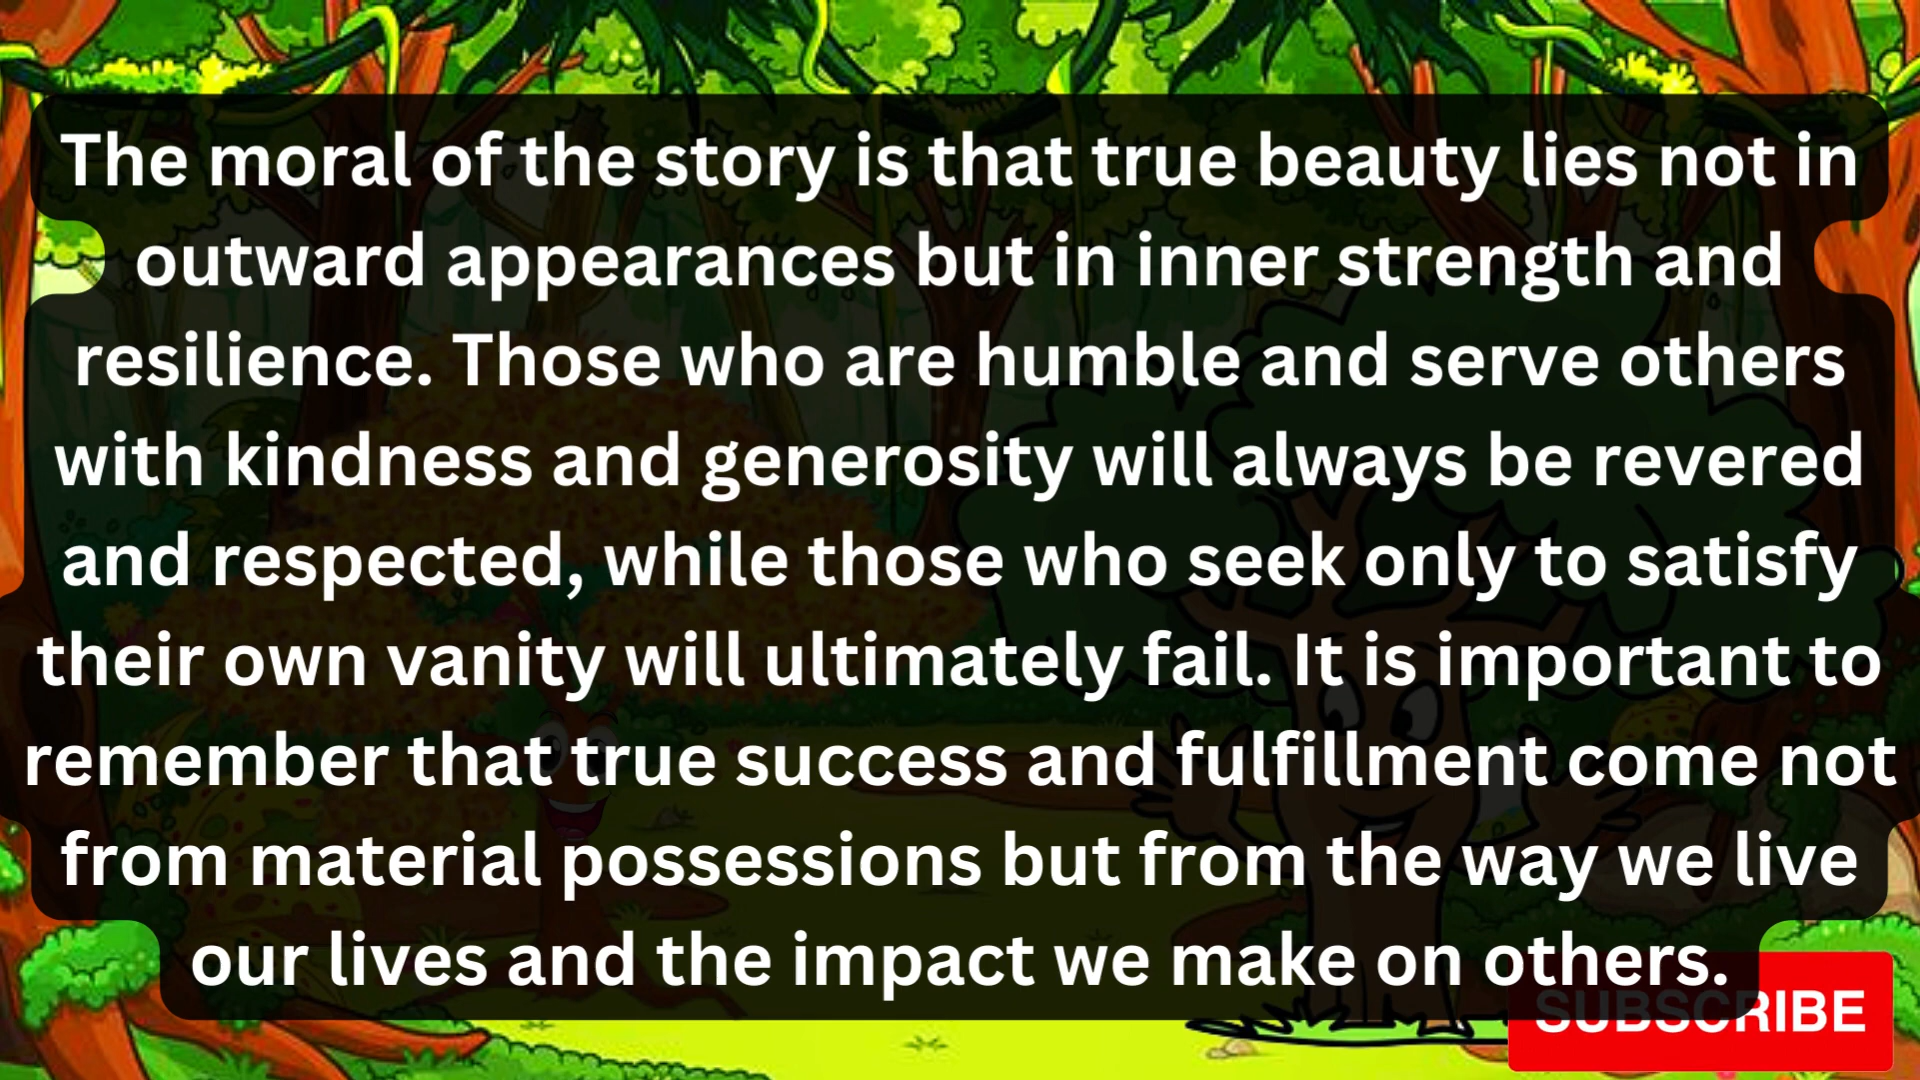 The moral of the story is that true beauty lies not in
outward appearances but in inner strength and
resilience. Those who are humble and serve others
with kindness and generosity will always be revered
and respected, while those who seek only to satisfy
their own vanity will ultimately fail. It is important to
remember that true success and fulfillment come not
from material possessions but from the way we live
our lives and the impact we make on others.
SUBSCRIBE